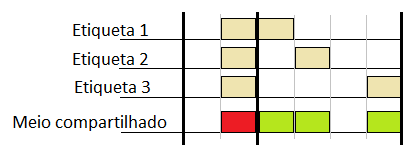 Etiqueta 1
Etiqueta 2
Etiqueta 3
Meio compartilhado